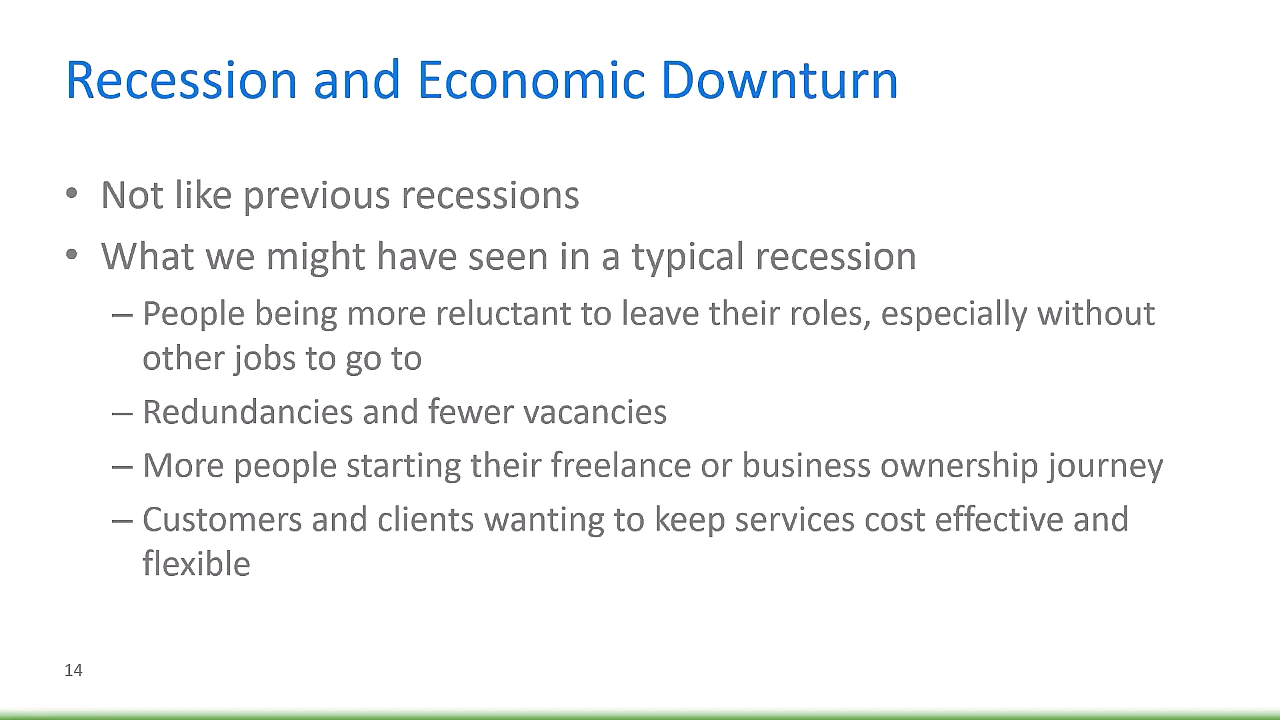 Recession and Economic Downturn
• Not like previous recessions
• What we might have seen in a typical recession
– People being more reluctant to leave their roles, especially without
other jobs to go to
– Redundancies and fewer vacancies
– More people starting their freelance or business ownership journey
– Customers and clients wanting to keep services cost effective and
flexible
14